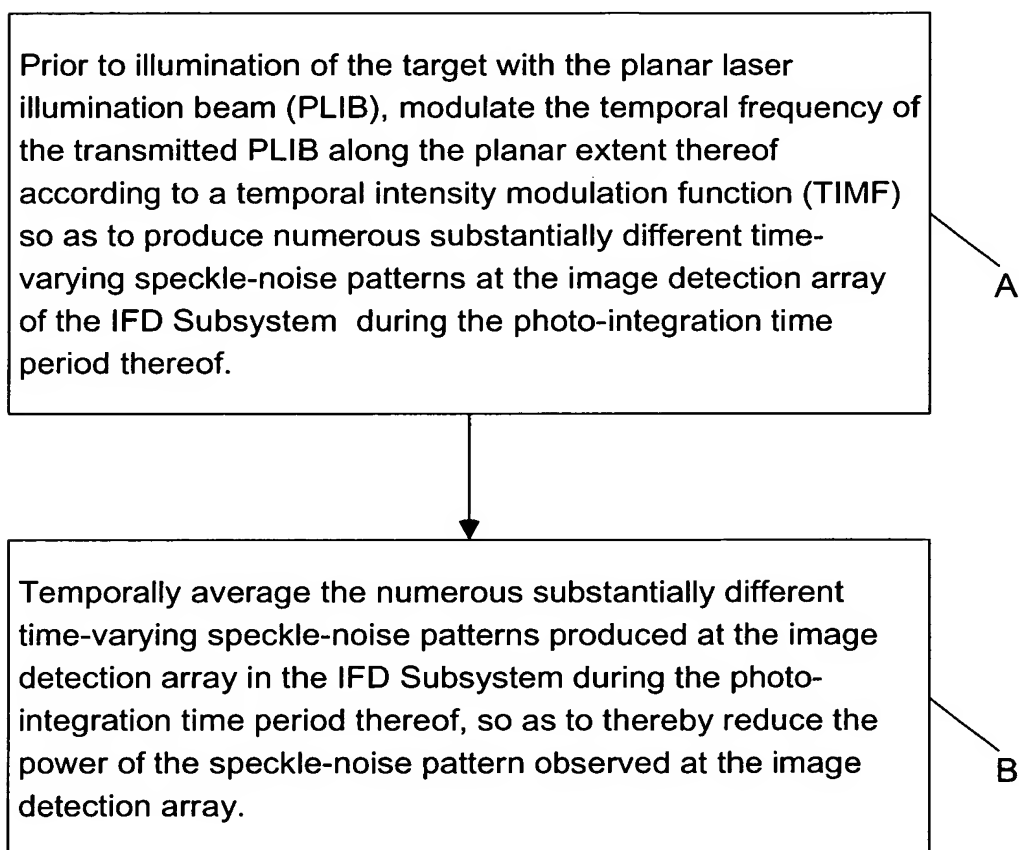 Prior to illumination of the target with the planar laser
illumination beam (PLIB), modulate the temporal frequency of
the transmitted PLIB along the planar extent thereof
according to a temporal intensity modulation function (TIMF)
so as to produce numerous substantially different time-
varying speckle-noise patterns at the image detection array
of the IFD Subsystem during the photo-integration time
period thereof.
A
Temporally average the numerous substantially different
time-varying speckle-noise patterns produced at the image
detection array in the IFD Subsystem during the photo-
integration time period thereof, so as to thereby reduce the
power of the speckle-noise pattern observed at the image
detection array.
B